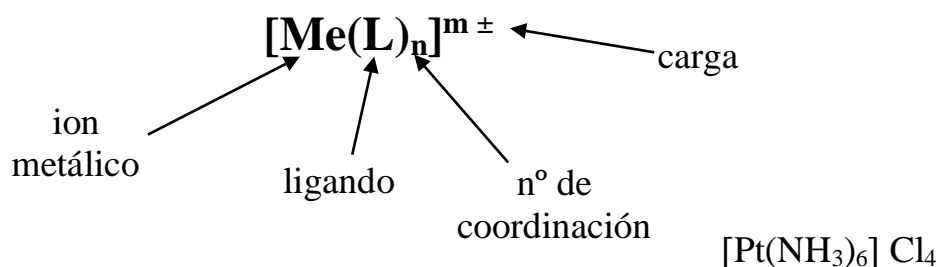 [Me(L)ₙ]ᵐ ±
carga
ion
metálico
ligando
nº de
coordinación
[Pt(NH₃)₆] Cl₄